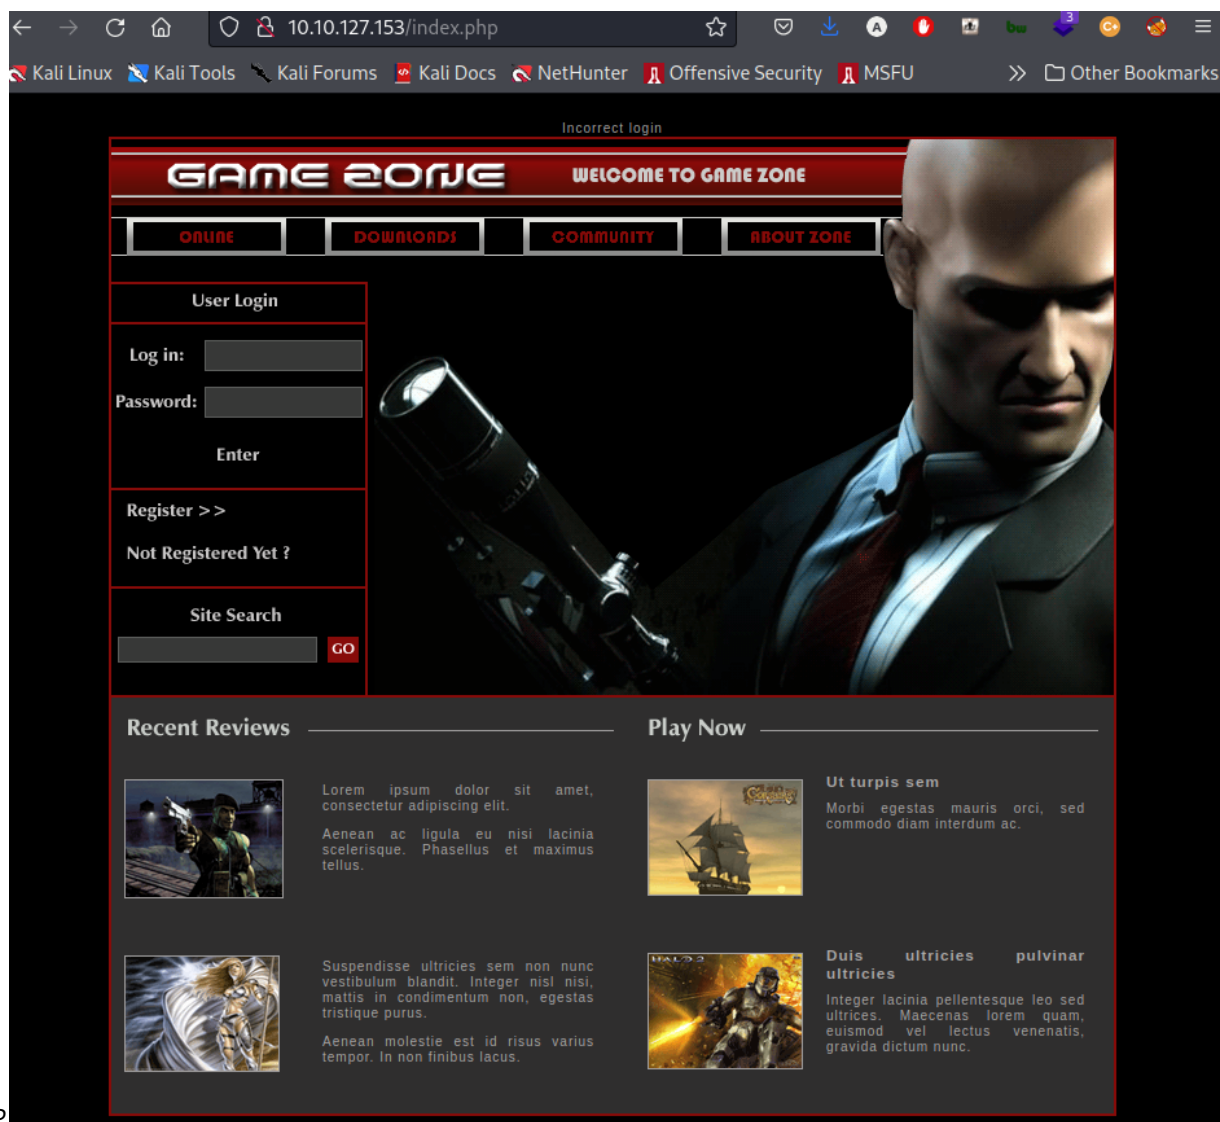 10.10.127.153/index.php
3
Kali Linux Kali Tools Kali Forums Kali Docs NetHunter Offensive Security MSFU Other Bookmarks
Incorrect login
GAME ZONE WELCOME TO GAME ZONE
ONLINE DOWNLOADS COMMUNITY ABOUT ZONE
User Login
Log in:
Password:
Enter
Register >>
Not Registered Yet ?
Site Search
GO
Recent Reviews
Lorem ipsum dolor sit amet,
consectetur adipiscing elit.
Aenean ac ligula eu nisi lacinia
scelerisque. Phasellus et maximus
tellus.
Suspendisse ultricies sem non nunc
vestibulum blandit. Integer nisl nisi,
mattis in condimentum non, egestas
tristique purus.
Aenean molestie est id risus varius
tempor. In non finibus lacus.
Play Now
Ut turpis sem
Morbi egestas mauris orci, sed
commodo diam interdum ac.
HALO 2
Duis ultricies pulvinar
ultricies
Integer lacinia pellentesque leo sed
ultrices. Maecenas lorem quam,
euismod vel lectus venenatis,
gravida dictum nunc.